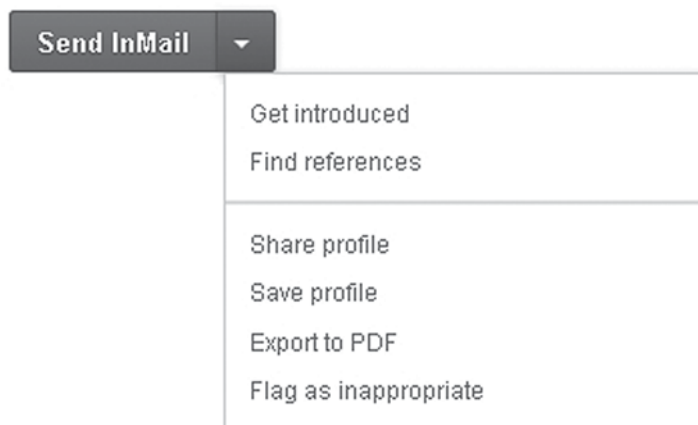 Send InMail
Get introduced
Find references
Share profile
Save profile
Export to PDF
Flag as inappropriate